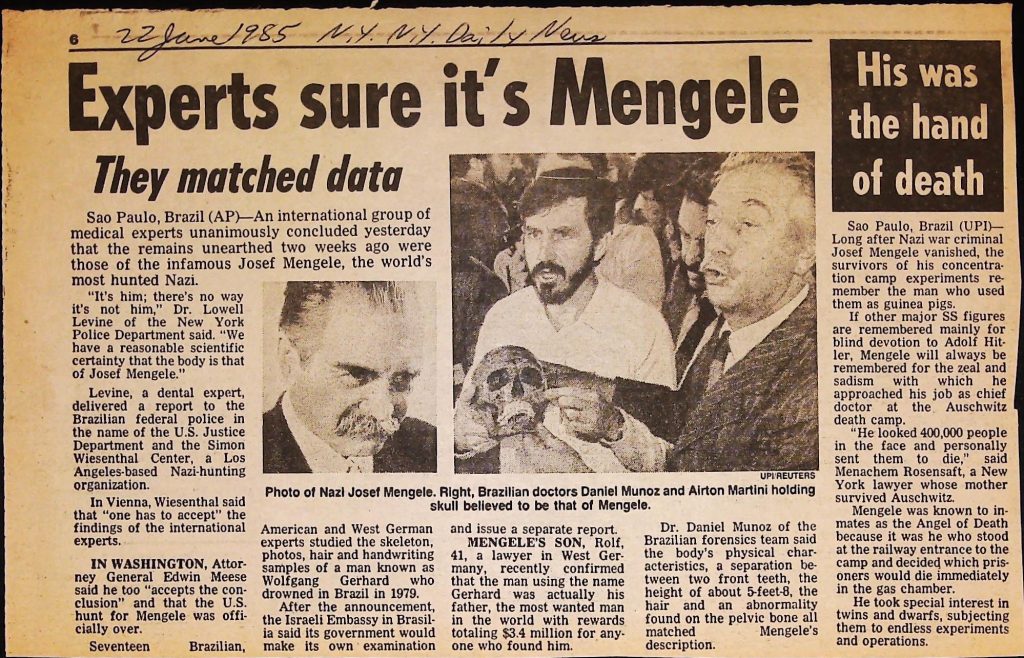 6 22 June 1985 N.Y. N.Y. Daily News
Experts sure it's Mengele
They matched data
Sao Paulo, Brazil (AP)—An international group of
medical experts unanimously concluded yesterday
that the remains unearthed two weeks ago were
those of the infamous Josef Mengele, the world's
most hunted Nazi.
"It's him; there's no way
it's not him," Dr. Lowell
Levine of the New York
Police Department said. "We
have a reasonable scientific
certainty that the body is that
of Josef Mengele."
Levine, a dental expert,
delivered a report to the
Brazilian federal police in
the name of the U.S. Justice
Department and the Simon
Wiesenthal Center, a Los
Angeles-based Nazi-hunting
organization.
In Vienna, Wiesenthal said
that "one has to accept" the
findings of the international
experts.
IN WASHINGTON, Attor-
ney General Edwin Meese
said he too "accepts the con-
clusion" and that the U.S.
hunt for Mengele was offi-
cially over.
Seventeen Brazilian,
UPI/REUTERS
Photo of Nazi Josef Mengele. Right, Brazilian doctors Daniel Munoz and Airton Martini holding
skull believed to be that of Mengele.
American and West German
experts studied the skeleton,
photos, hair and handwriting
samples of a man known as
Wolfgang Gerhard who
drowned in Brazil in 1979.
After the announcement,
the Israeli Embassy in Brasil-
ia said its government would
make its own examination
and issue a separate report.
MENGELE'S SON, Rolf,
41, a lawyer in West Ger-
many, recently confirmed
that the man using the name
Gerhard was actually his
father, the most wanted man
in the world with rewards
totaling $3.4 million for any-
one who found him.
Dr. Daniel Munoz of the
Brazilian forensics team said
the body's physical char-
acteristics, a separation be-
tween two front teeth, the
height of about 5-feet-8, the
hair and an abnormality
found on the pelvic bone all
matched Mengele's
description.
His was
the hand
of death
Sao Paulo, Brazil (UPI)—
Long after Nazi war criminal
Josef Mengele vanished, the
survivors of his concentra-
tion camp experiments re-
member the man who used
them as guinea pigs.
If other major SS figures
are remembered mainly for
blind devotion to Adolf Hit-
ler, Mengele will always be
remembered for the zeal and
sadism with which he
approached his job as chief
doctor at the Auschwitz
death camp.
"He looked 400,000 people
in the face and personally
sent them to die," said
Menachem Rosensaft, a New
York lawyer whose mother
survived Auschwitz.
Mengele was known to in-
mates as the Angel of Death
because it was he who stood
at the railway entrance to the
camp and decided which pris-
oners would die immediately
in the gas chamber.
He took special interest in
twins and dwarfs, subjecting
them to endless experiments
and operations.